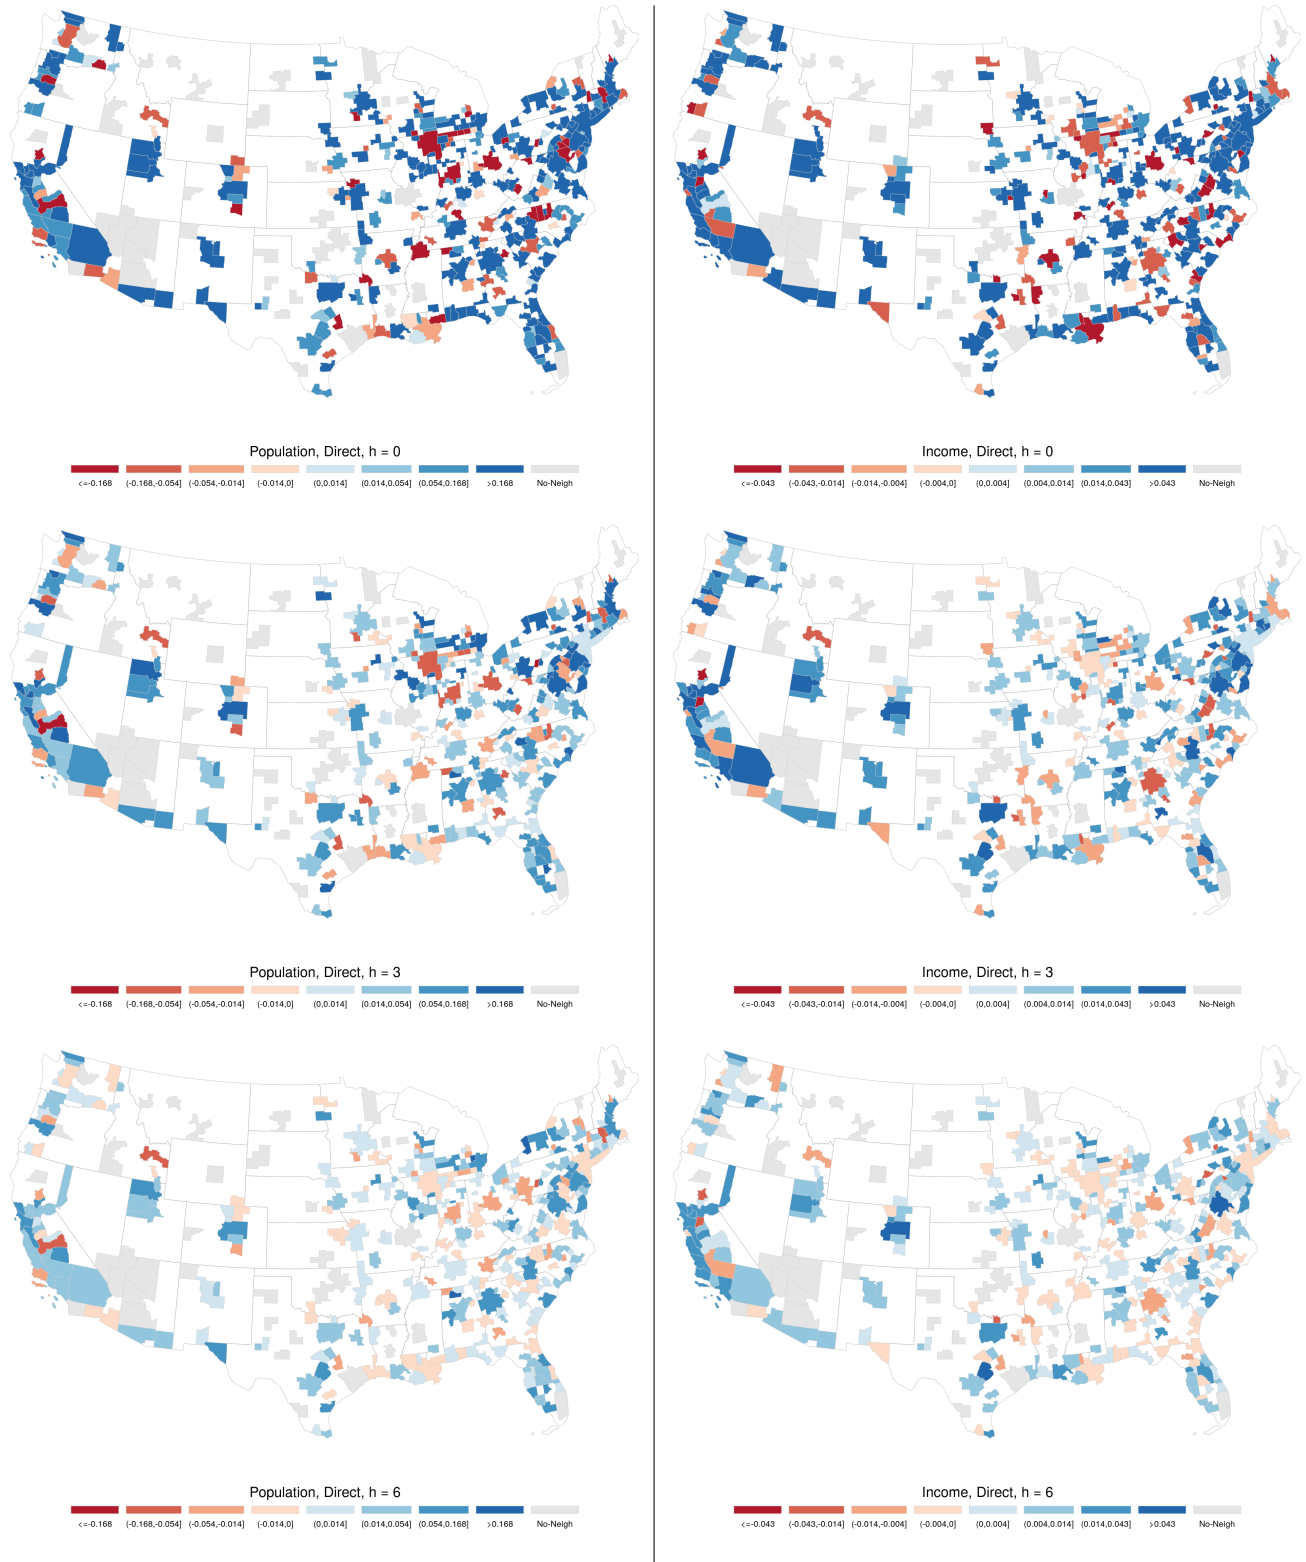 Population, Direct, h = 0
<=-0.168 (-0.168,-0.054] (-0.054,-0.014] (-0.014,0] (0,0.014] (0.014,0.054] (0.054,0.168] >0.168 No-Neigh
Income, Direct, h = 0
<=-0.043 (-0.043,-0.014] (-0.014,-0.004] (-0.004,0] (0,0.004] (0.004,0.014] (0.014,0.043] >0.043 No-Neigh
Population, Direct, h = 3
<=-0.168 (-0.168,-0.054] (-0.054,-0.014] (-0.014,0] (0,0.014] (0.014,0.054] (0.054,0.168] >0.168 No-Neigh
Income, Direct, h = 3
<=-0.043 (-0.043,-0.014] (-0.014,-0.004] (-0.004,0] (0,0.004] (0.004,0.014] (0.014,0.043] >0.043 No-Neigh
Population, Direct, h = 6
<=-0.168 (-0.168,-0.054] (-0.054,-0.014] (-0.014,0] (0,0.014] (0.014,0.054] (0.054,0.168] >0.168 No-Neigh
Income, Direct, h = 6
<=-0.043 (-0.043,-0.014] (-0.014,-0.004] (-0.004,0] (0,0.004] (0.004,0.014] (0.014,0.043] >0.043 No-Neigh